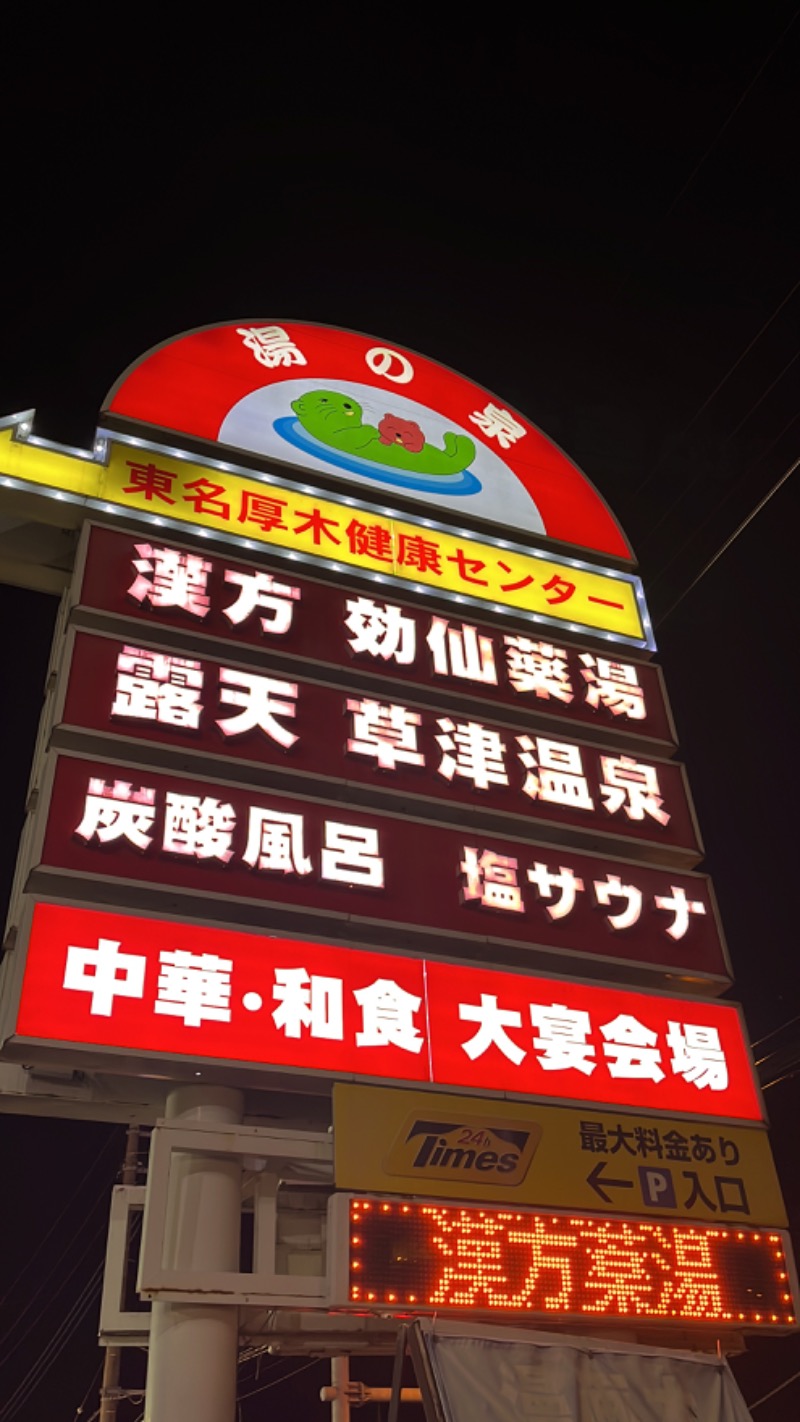 湯の泉
東名厚木健康センター
漢方 効仙薬湯
露天 草津温泉
炭酸風呂 塩サウナ
中華・和食 大宴会場
24h Times
最大料金あり
←P入口
漢方薬湯